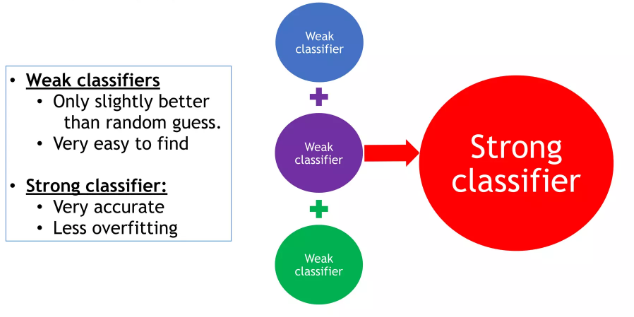 • Weak classifiers
• Only slightly better
than random guess.
• Very easy to find
• Strong classifier:
• Very accurate
• Less overfitting
Weak
classifier
+
Weak
classifier
+
Weak
classifier
Strong
classifier